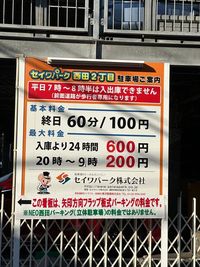 セイワパーク 西田2丁目 駐車場ご案内
平日7時~8時半は入出庫できません
(前面道路が歩行者専用になります)
基本料金
終日 60分/100円
最大料金
入庫より24時間 600円
20時~9時 200円
セイワパーク株式会社
この看板は、矢印方向フラップ板式パーキングの料金です。
※NEO西田パーキング(立体駐車場)の料金ではありません。